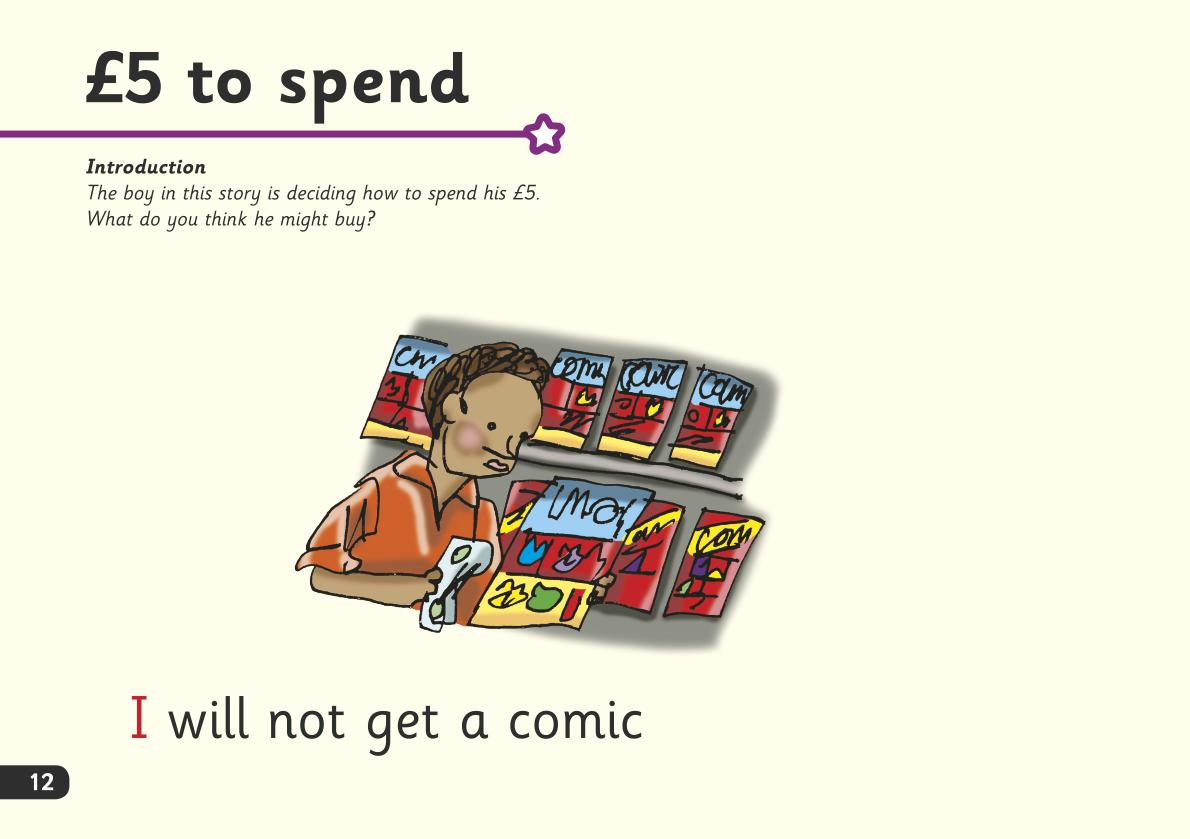 £5 to spend
Introduction
The boy in this story is deciding how to spend his £5.
What do you think he might buy?
com
I will not get a comic
12